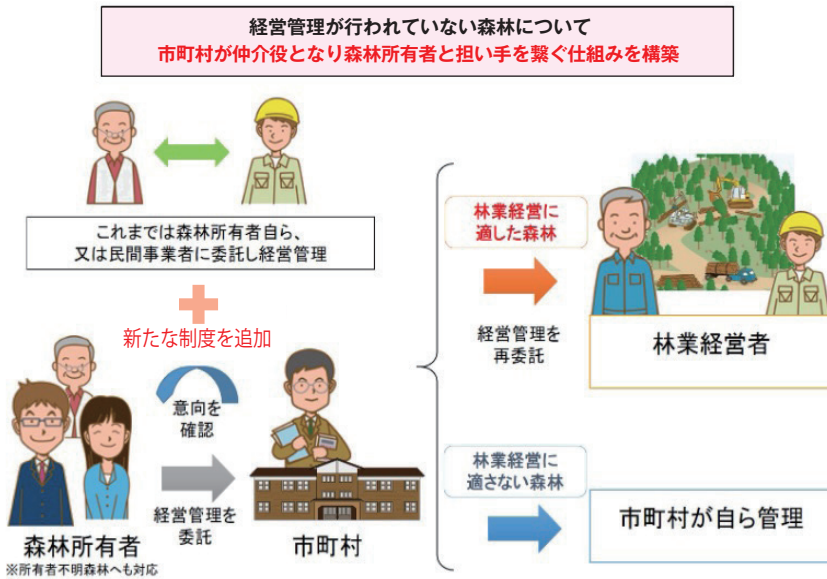 経営管理が行われていない森林について
市町村が仲介役となり森林所有者と担い手を繋ぐ仕組みを構築
これまでは森林所有者自ら、
又は民間事業者に委託し経営管理
新たな制度を追加
意向を
確認
経営管理を
委託
森林所有者
※所有者不明森林へも対応
市町村
林業経営に
適した森林
経営管理を
再委託
林業経営者
林業経営に
適さない森林
市町村が自ら管理